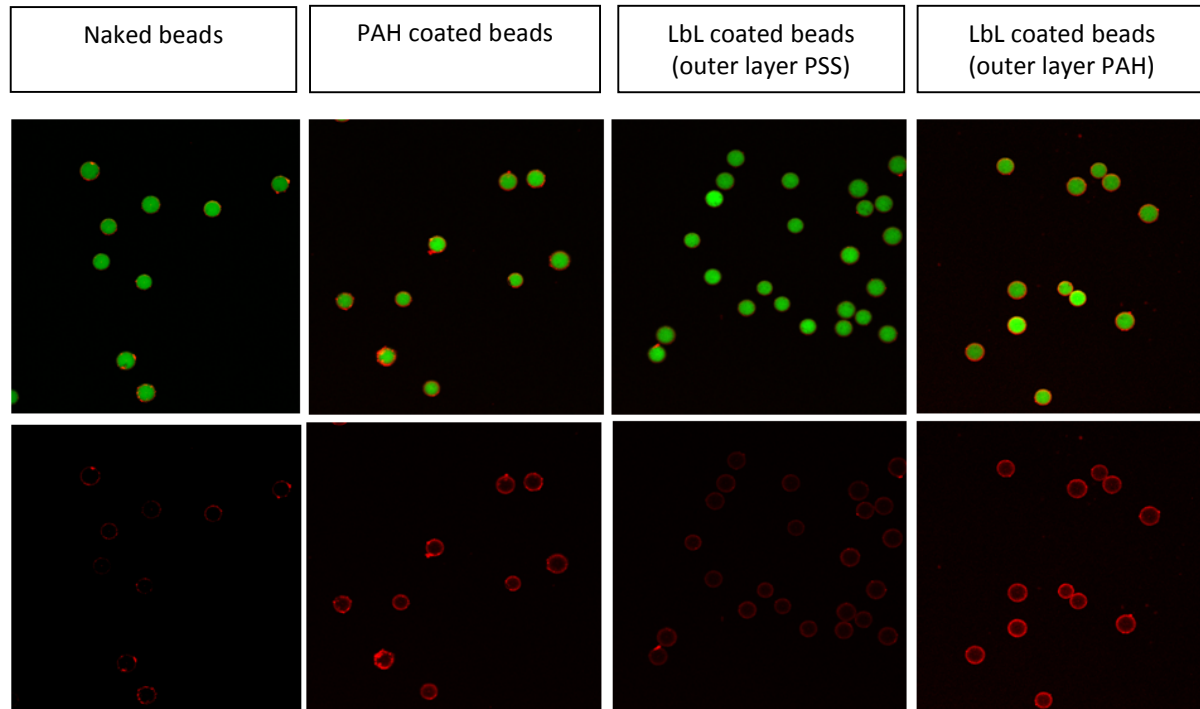 Naked beads
PAH coated beads
LbL coated beads
(outer layer PSS)
LbL coated beads
(outer layer PAH)